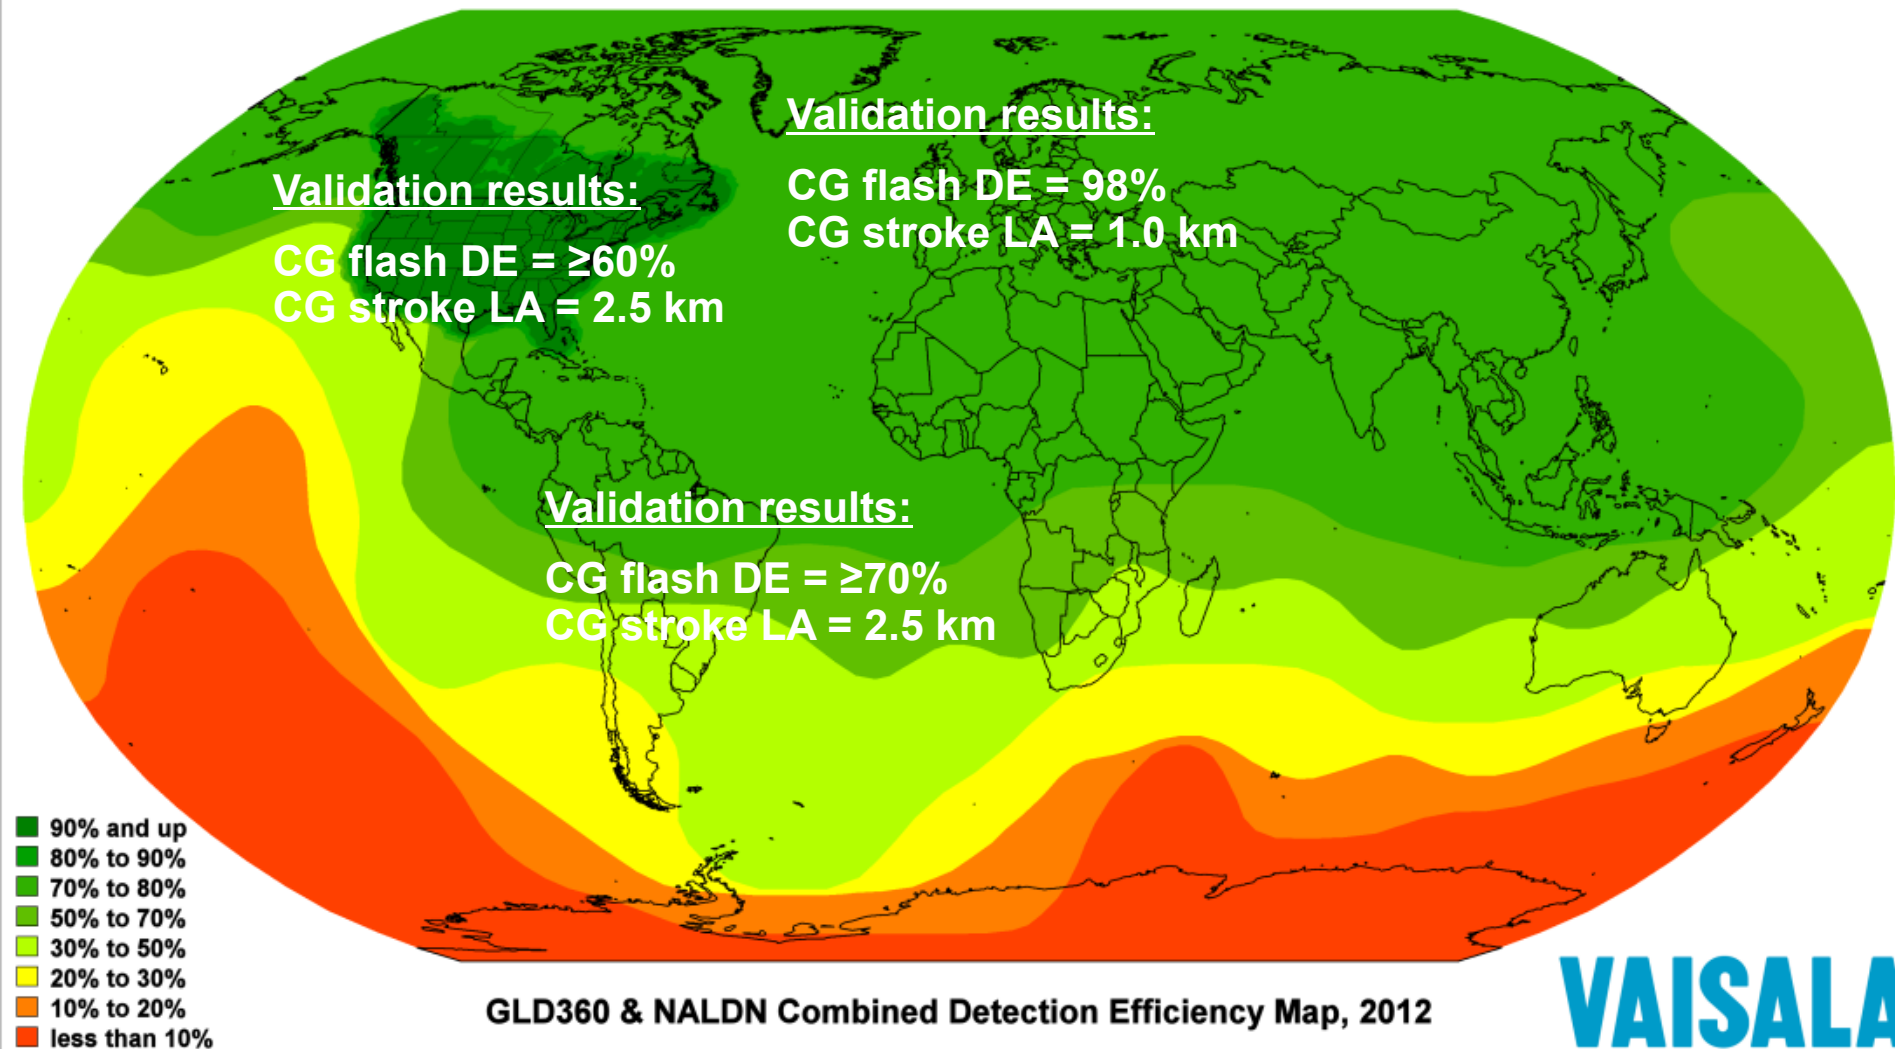 Validation results:
CG flash DE = 98%
CG stroke LA = 1.0 km
Validation results:
CG flash DE = ≥60%
CG stroke LA = 2.5 km
Validation results:
CG flash DE = ≥70%
CG stroke LA = 2.5 km
90% and up
80% to 90%
70% to 80%
50% to 70%
30% to 50%
20% to 30%
10% to 20%
less than 10%
GLD360 & NALDN Combined Detection Efficiency Map, 2012
VAISALA